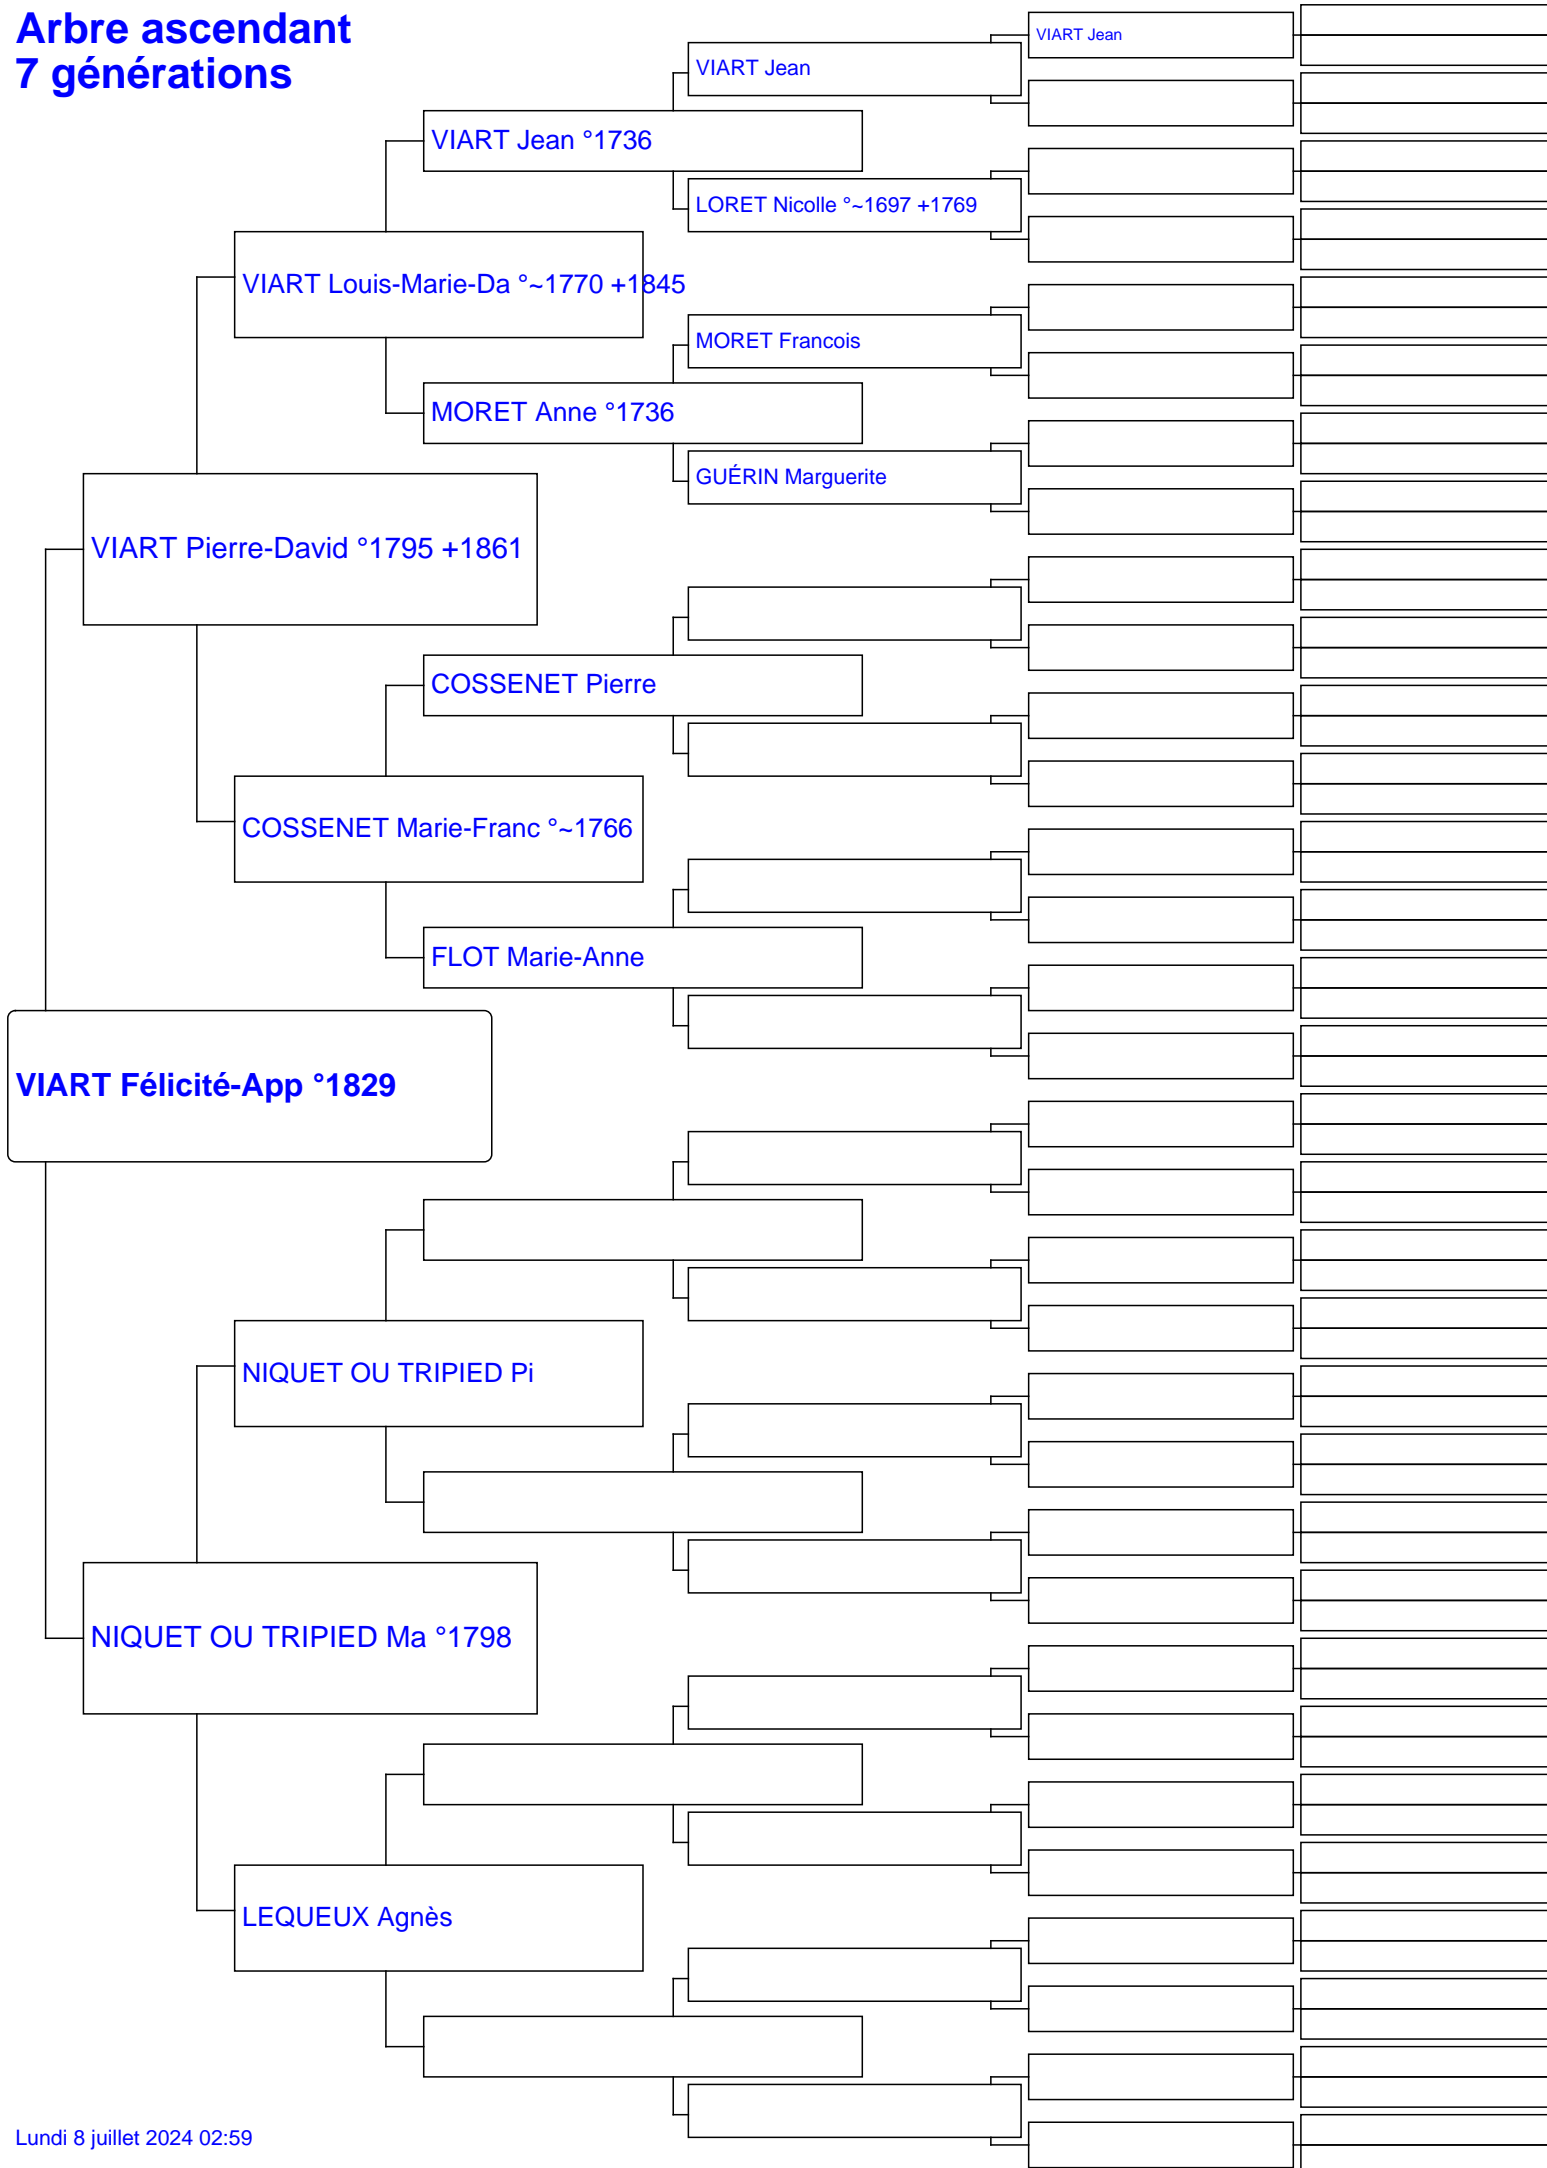 Arbre ascendant
7 générations
VIART Jean
VIART Jean
VIART Jean °1736
LORET Nicolle °~1697 +1769
VIART Louis-Marie-Da °~1770 +1845
MORET Francois
MORET Anne °1736
GUÉRIN Marguerite
VIART Pierre-David °1795 +1861
COSSENET Pierre
COSSENET Marie-Franc °~1766
FLOT Marie-Anne
VIART Félicité-App °1829
NIQUET OU TRIPIED Pi
NIQUET OU TRIPIED Ma °1798
LEQUEUX Agnès
Lundi 8 juillet 2024 02:59